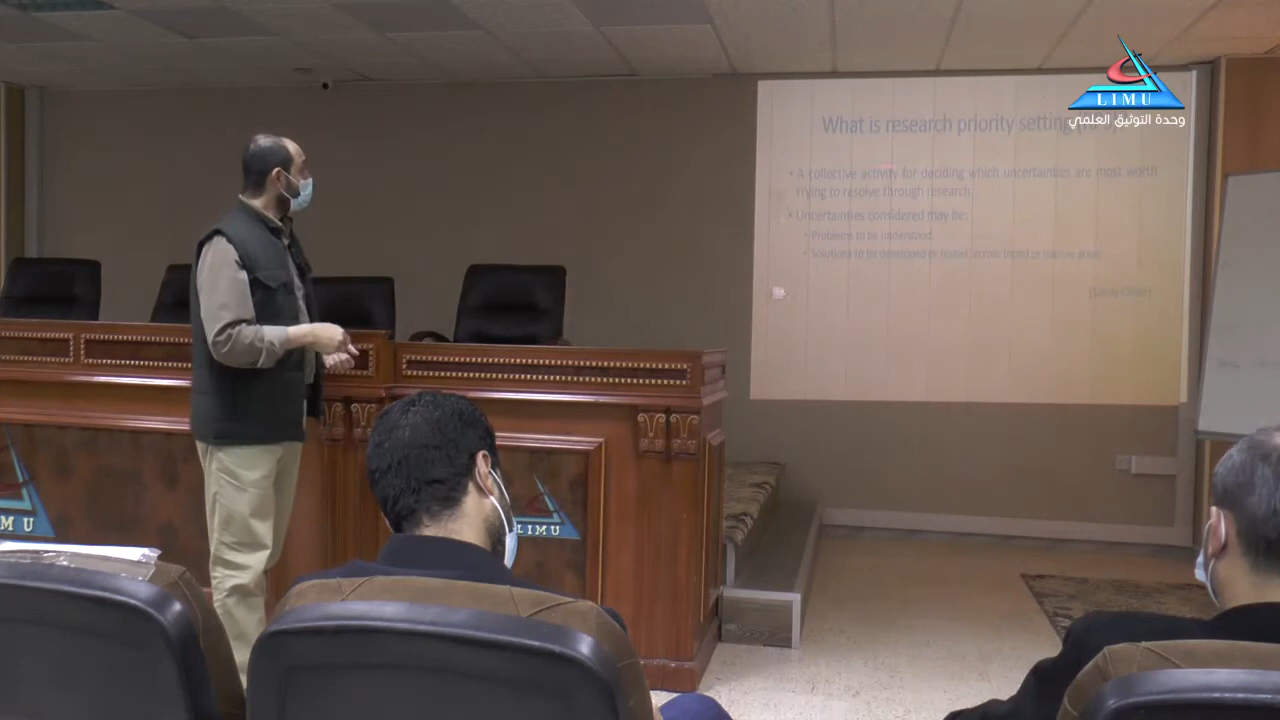 LIMU
وحدة التوثيق العلمي
What is research priority setting
• A collective activity for deciding which uncertainties are most worth
trying to resolve through research.
• Uncertainties considered may be:
• Problems to be understood
• Solutions to be developed or tested
MU
LIMU